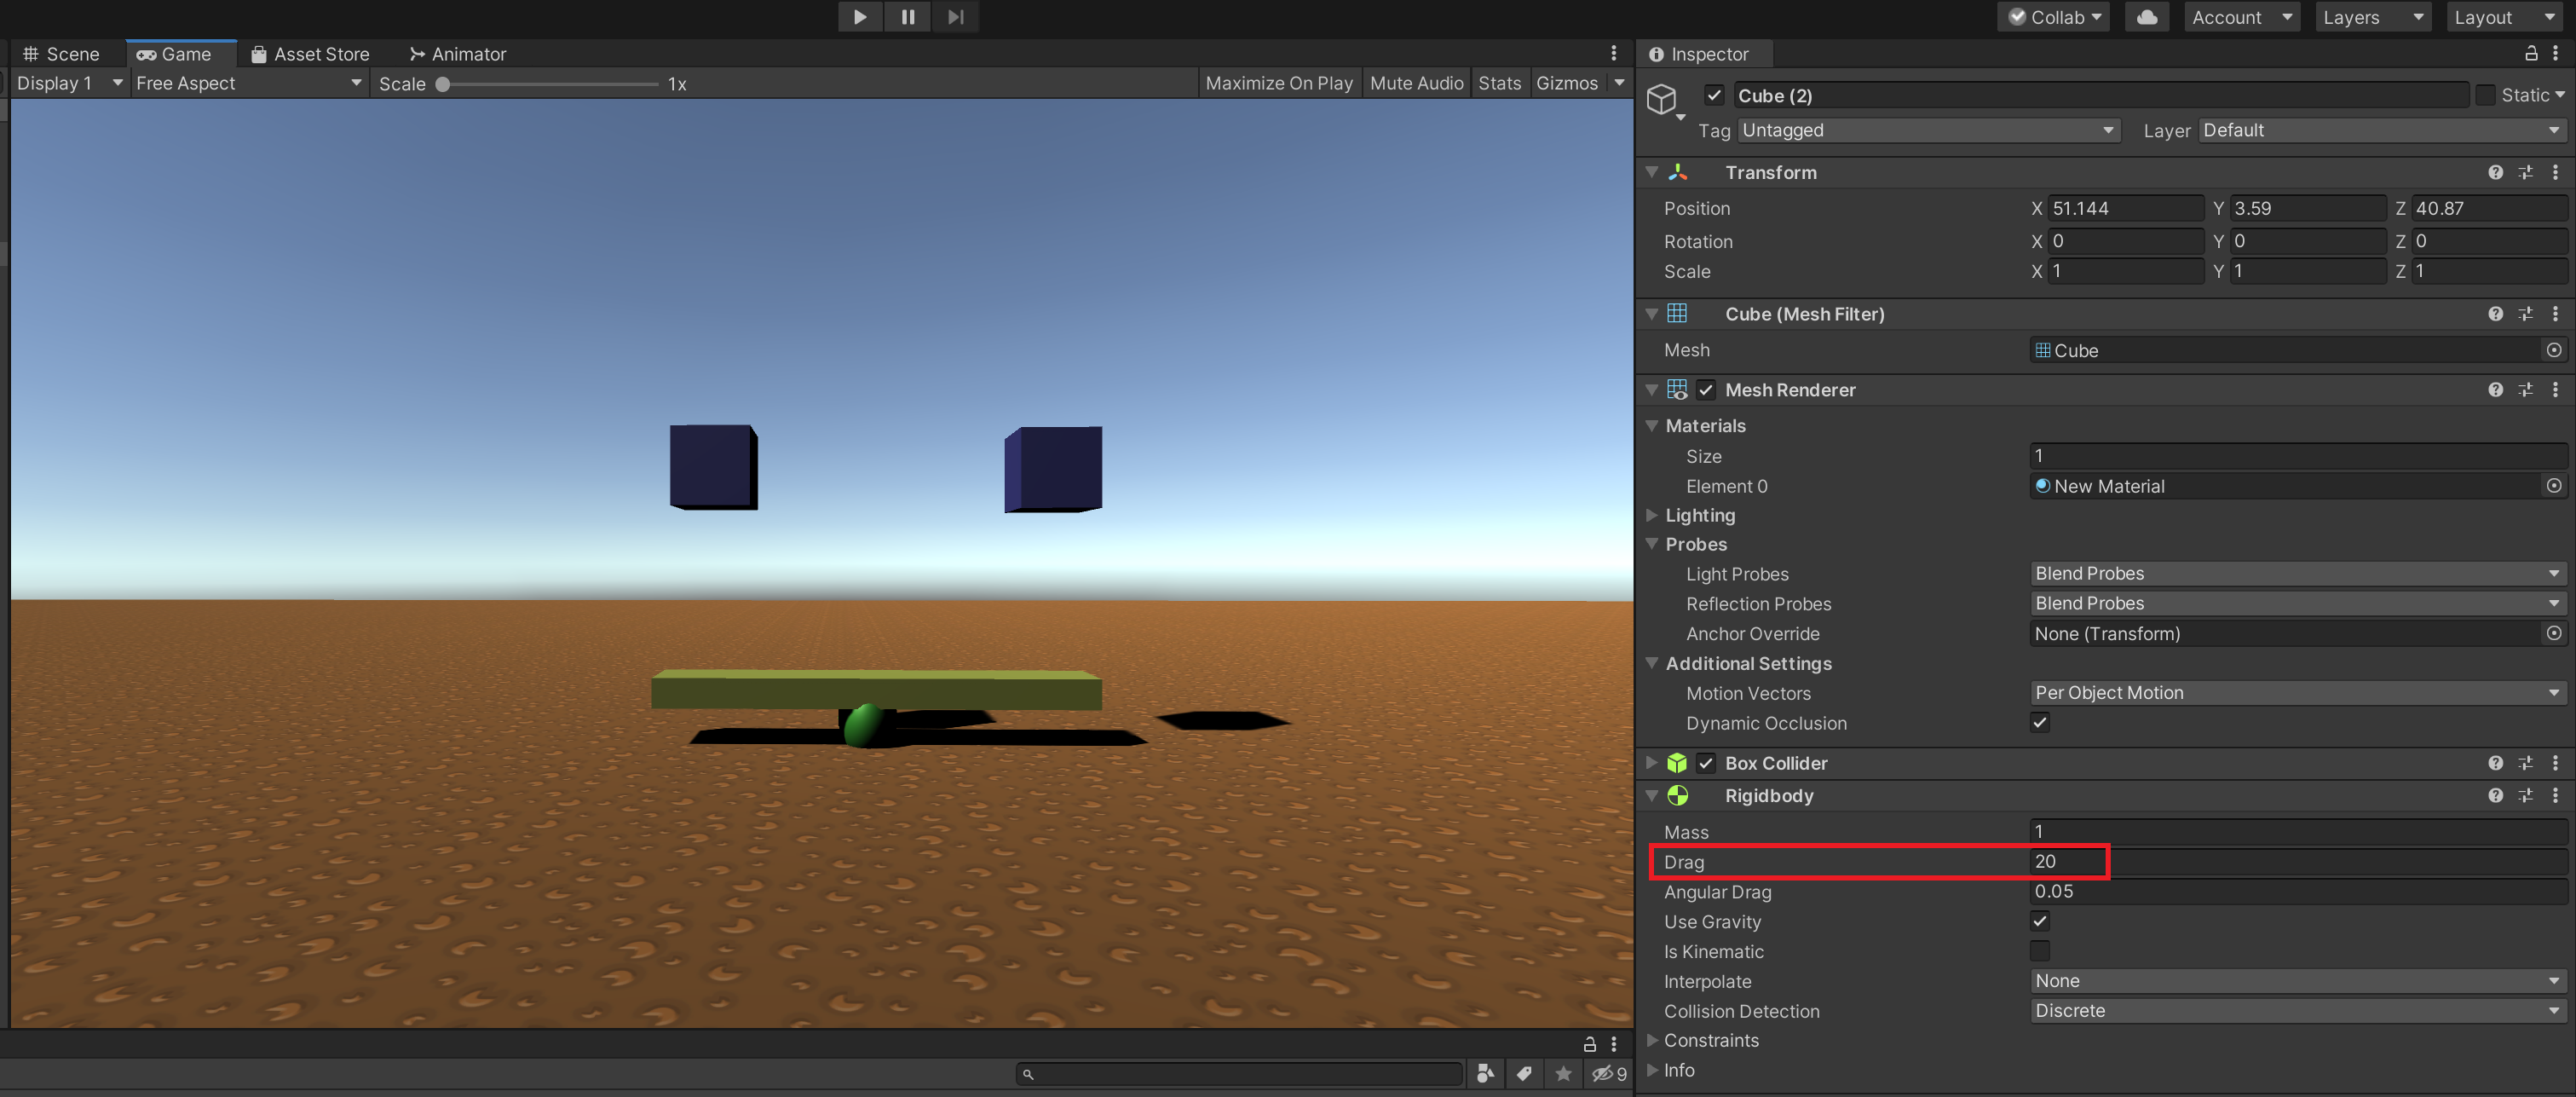 Collab Account Layers Layout
Scene Game Asset Store Animator
Display 1 Free Aspect Scale 1x Maximize On Play Mute Audio Stats Gizmos
9
Inspector
Cube (2) Static
Tag Untagged Layer Default
Transform
Position X 51.144 Y 3.59 Z 40.87
Rotation X 0 Y 0 Z 0
Scale X 1 Y 1 Z 1
Cube (Mesh Filter)
Mesh Cube
Mesh Renderer
Materials
Size 1
Element 0 New Material
Lighting
Probes
Light Probes Blend Probes
Reflection Probes Blend Probes
Anchor Override None (Transform)
Additional Settings
Motion Vectors Per Object Motion
Dynamic Occlusion
Box Collider
Rigidbody
Mass 1
Drag 20
Angular Drag 0.05
Use Gravity
Is Kinematic
Interpolate None
Collision Detection Discrete
Constraints
Info